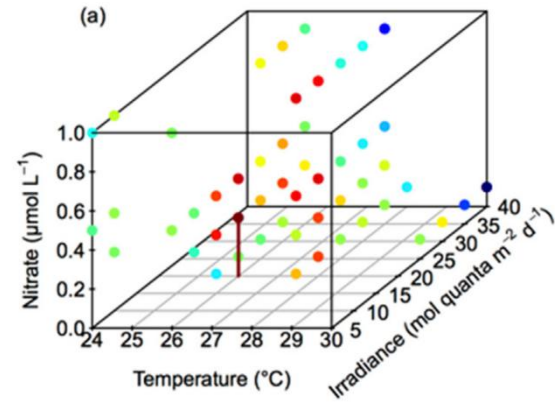 (a)
1.0
0.8
0.6
0.4
0.2
0.0
Nitrate (μmol L⁻¹)
24 25 26 27 28 29 30
Temperature (°C)
5
10
15
20
25
30
35
40
Irradiance (mol quanta m⁻² d⁻¹)